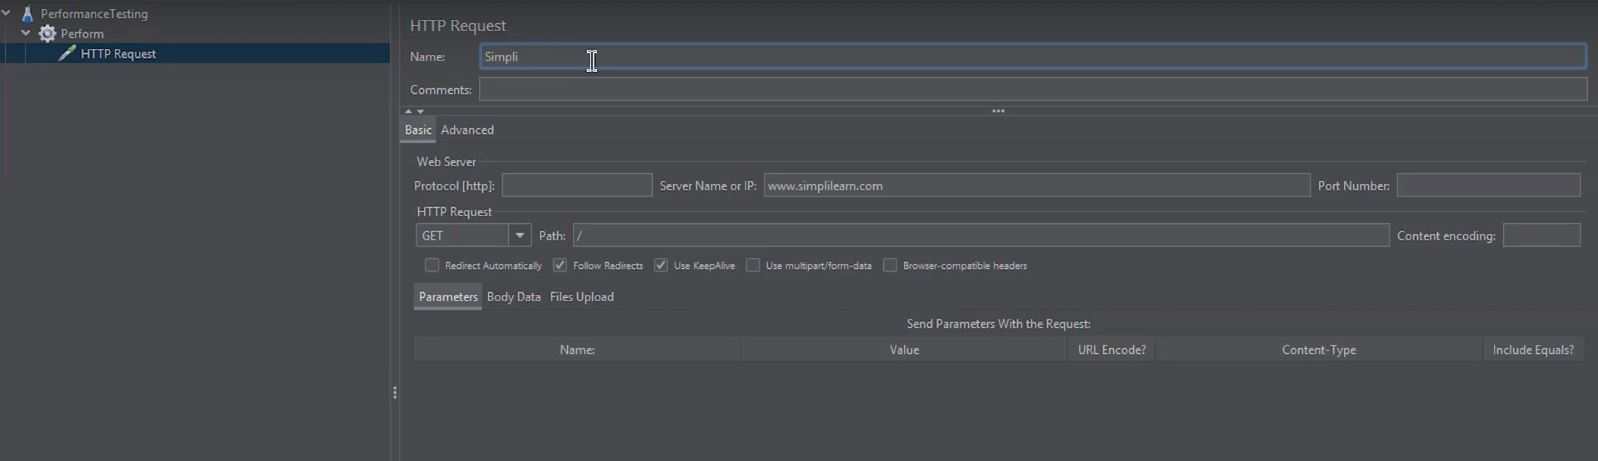 PerformanceTesting
Perform
HTTP Request
HTTP Request
Name: Simpli
Comments:
Basic Advanced
Web Server
Protocol [http]: Server Name or IP: www.simplilearn.com Port Number:
HTTP Request
GET Path: / Content encoding:
Redirect Automatically Follow Redirects Use KeepAlive Use multipart/form-data Browser-compatible headers
Parameters Body Data Files Upload
Send Parameters With the Request:
Name: Value URL Encode? Content-Type Include Equals?